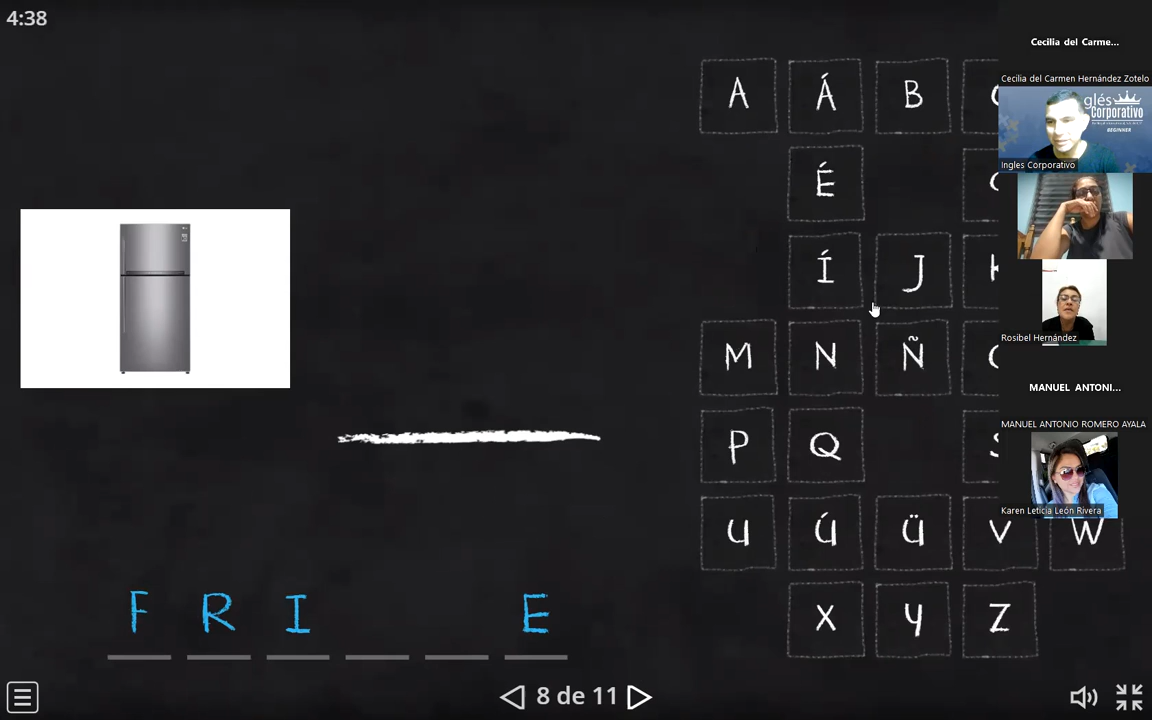 4:38
A Á B
É
Í J
M N Ñ
P Q
U Ú Ü V W
X Y Z
F R I E
8 de 11
Cecilia del Carme...
Cecilia del Carmen Hernández Zotelo
glés
Corporativo
BEGINNER
Ingles Corporativo
Rosibel Hernández
MANUEL ANTONI...
MANUEL ANTONIO ROMERO AYALA
Karen Leticia León Rivera